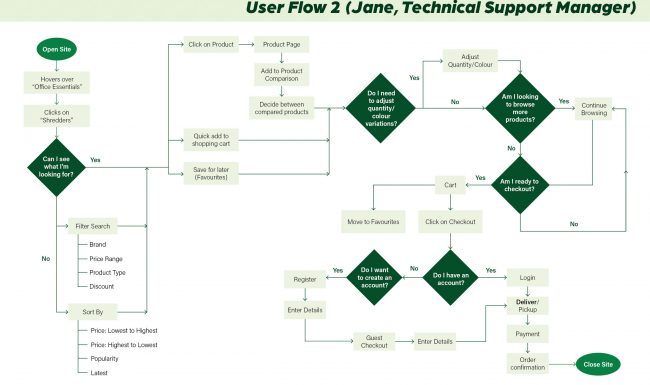 User Flow 2 (Jane, Technical Support Manager)
Open Site
Hovers over
"Office Essentials"
Clicks on
"Shredders"
Can I see
what I'm
looking for?
Yes
No
Filter Search
Brand
Price Range
Product Type
Discount
Sort By
Price: Lowest to Highest
Price: Highest to Lowest
Popularity
Latest
Click on Product
Product Page
Add to Product
Comparison
Decide between
compared products
Quick add to
shopping cart
Save for later
(Favourites)
Do I need
to adjust
quantity/
colour
variations?
Yes
No
Adjust
Quantity/Colour
Am I looking
to browse
more
products?
Yes
Continue
Browsing
No
Am I ready to
checkout?
Yes
No
Cart
Move to Favourites
Click on Checkout
Do I have an
account?
No
Yes
Do I want
to create an
account?
Yes
No
Register
Enter Details
Guest
Checkout
Enter Details
Login
Deliver/
Pickup
Payment
Order
confirmation
Close Site